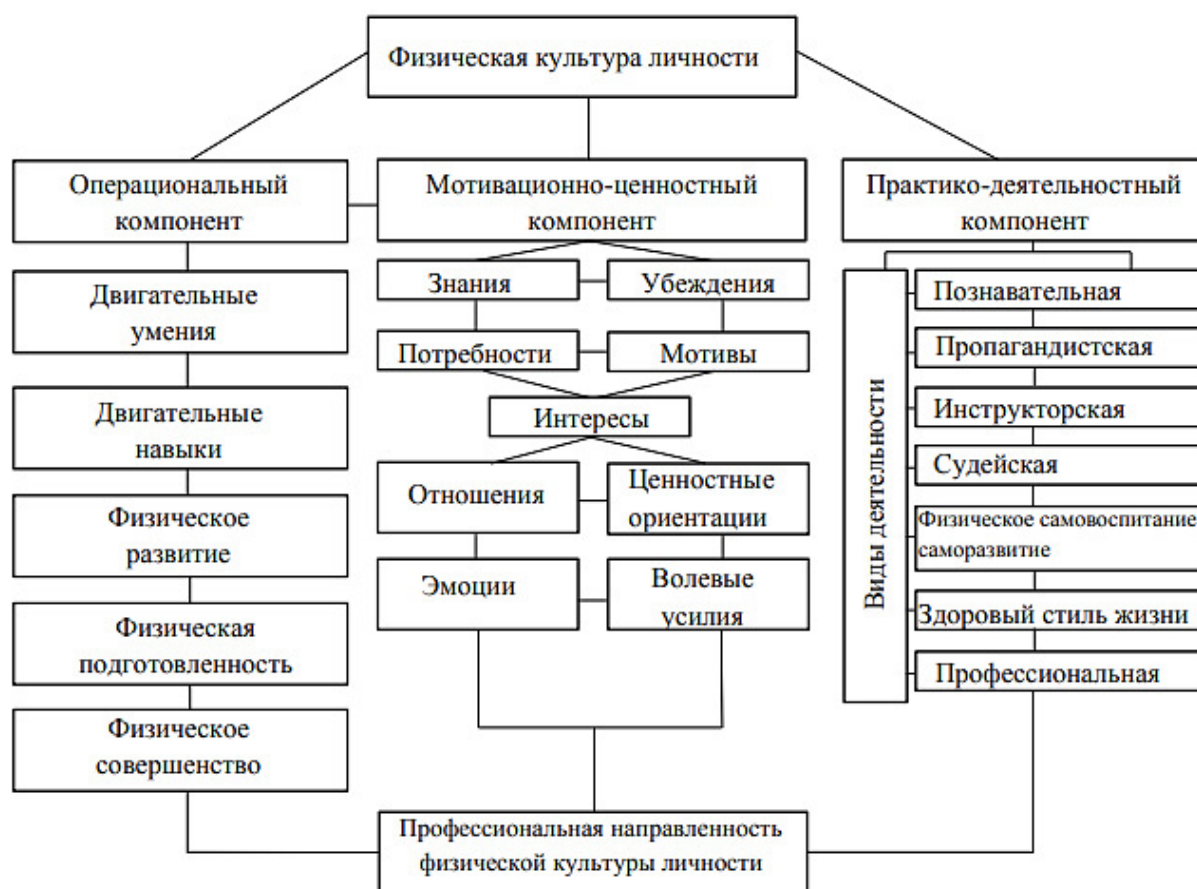 Физическая культура личности
Операциональный
компонент
Мотивационно-ценностный
компонент
Практико-деятельностный
компонент
Двигательные
умения
Двигательные
навыки
Физическое
развитие
Физическая
подготовленность
Физическое
совершенство
Знания
Убеждения
Потребности
Мотивы
Интересы
Отношения
Ценностные
ориентации
Эмоции
Волевые
усилия
Виды деятельности
Познавательная
Пропагандистская
Инструкторская
Судейская
Физическое самовоспитание
саморазвитие
Здоровый стиль жизни
Профессиональная
Профессиональная направленность
физической культуры личности